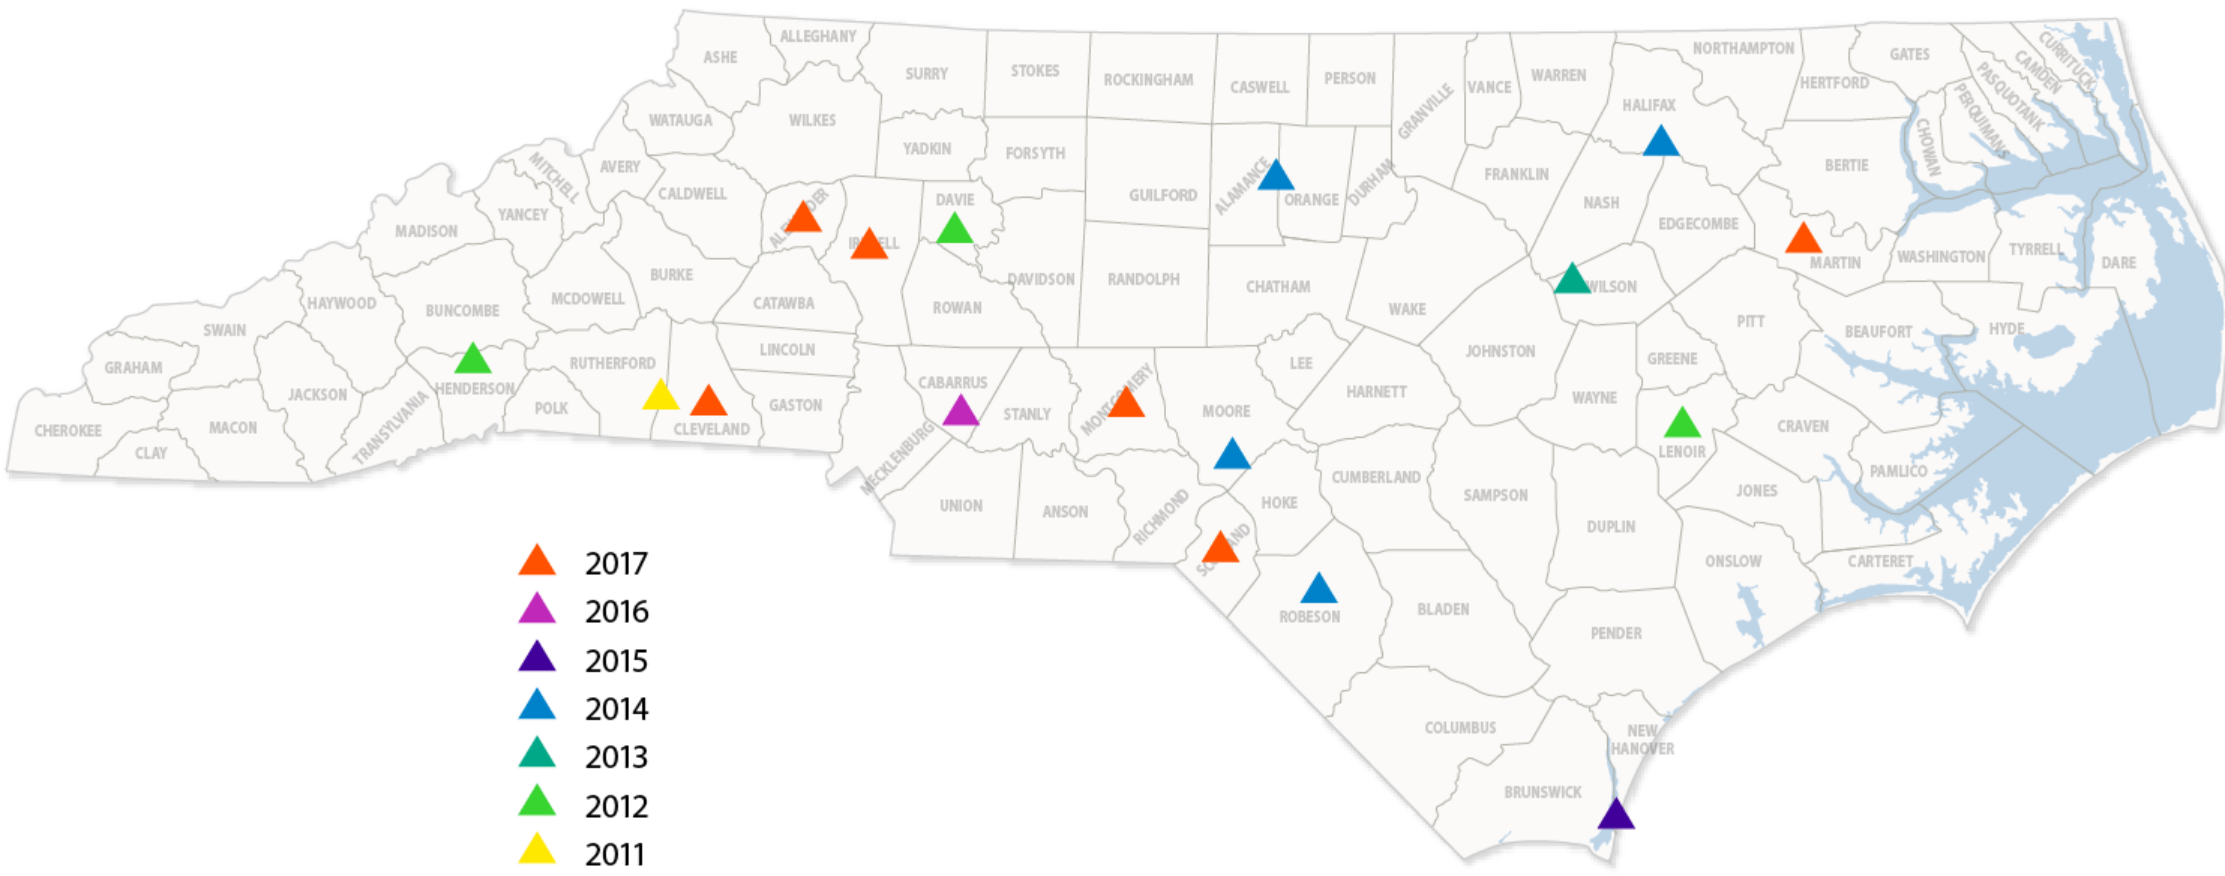 ALLEGHANY
ASHE
SURRY
STOKES
ROCKINGHAM
CASWELL
PERSON
GRANVILLE
VANCE
WARREN
NORTHAMPTON
HALIFAX
HERTFORD
GATES
CURRITUCK
CAMDEN
PASQUOTANK
PERQUIMANS
CHOWAN
WATAUGA
WILKES
YADKIN
FORSYTH
GUILFORD
ALAMANCE
ORANGE
DURHAM
FRANKLIN
NASH
EDGECOMBE
BERTIE
MITCHELL
AVERY
CALDWELL
DAVIE
MADISON
YANCEY
DAVIDSON
RANDOLPH
CHATHAM
WAKE
WILSON
MARTIN
WASHINGTON
TYRRELL
DARE
HAYWOOD
BUNCOMBE
MCDOWELL
BURKE
CATAWBA
ROWAN
SWAIN
GRAHAM
JACKSON
HENDERSON
RUTHERFORD
LINCOLN
CABARRUS
STANLY
MONTGOMERY
MOORE
LEE
HARNETT
JOHNSTON
WAYNE
GREENE
PITT
BEAUFORT
HYDE
CHEROKEE
CLAY
MACON
TRANSYLVANIA
POLK
CLEVELAND
GASTON
MECKLENBURG
UNION
ANSON
RICHMOND
HOKE
CUMBERLAND
SAMPSON
DUPLIN
LENOIR
CRAVEN
JONES
PAMLICO
ONSLOW
CARTERET
ROBESON
BLADEN
PENDER
COLUMBUS
NEW
HANOVER
BRUNSWICK
2017
2016
2015
2014
2013
2012
2011